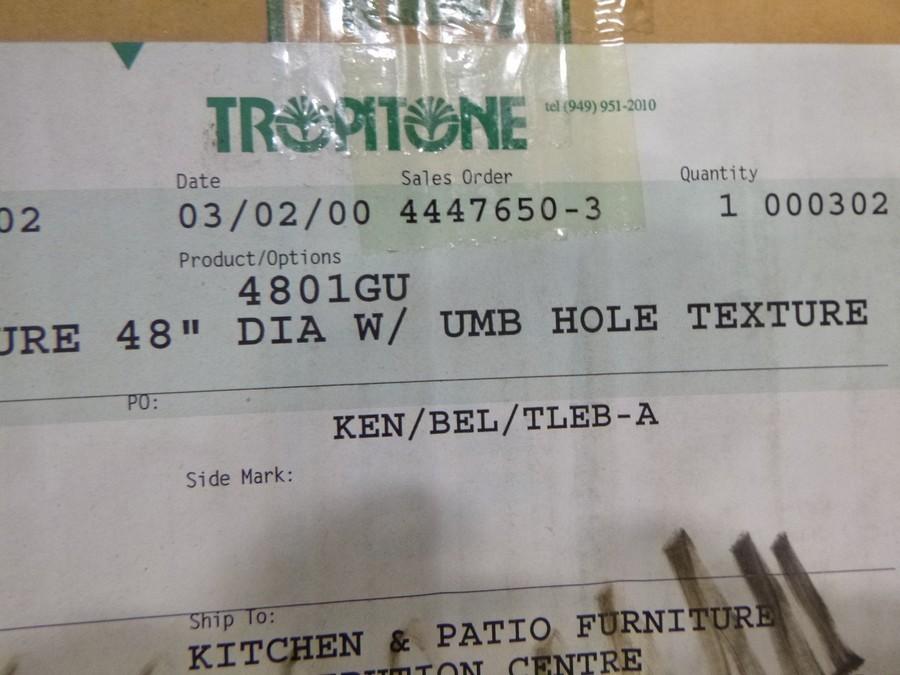 TROPITONE tel (949) 951-2010
Date Sales Order Quantity
02 03/02/00 4447650-3 1 000302
Product/Options
4801GU
URE 48" DIA W/ UMB HOLE TEXTURE
PO:
KEN/BEL/TLEB-A
Side Mark:
Ship To:
KITCHEN & PATIO FURNITURE
CENTRE